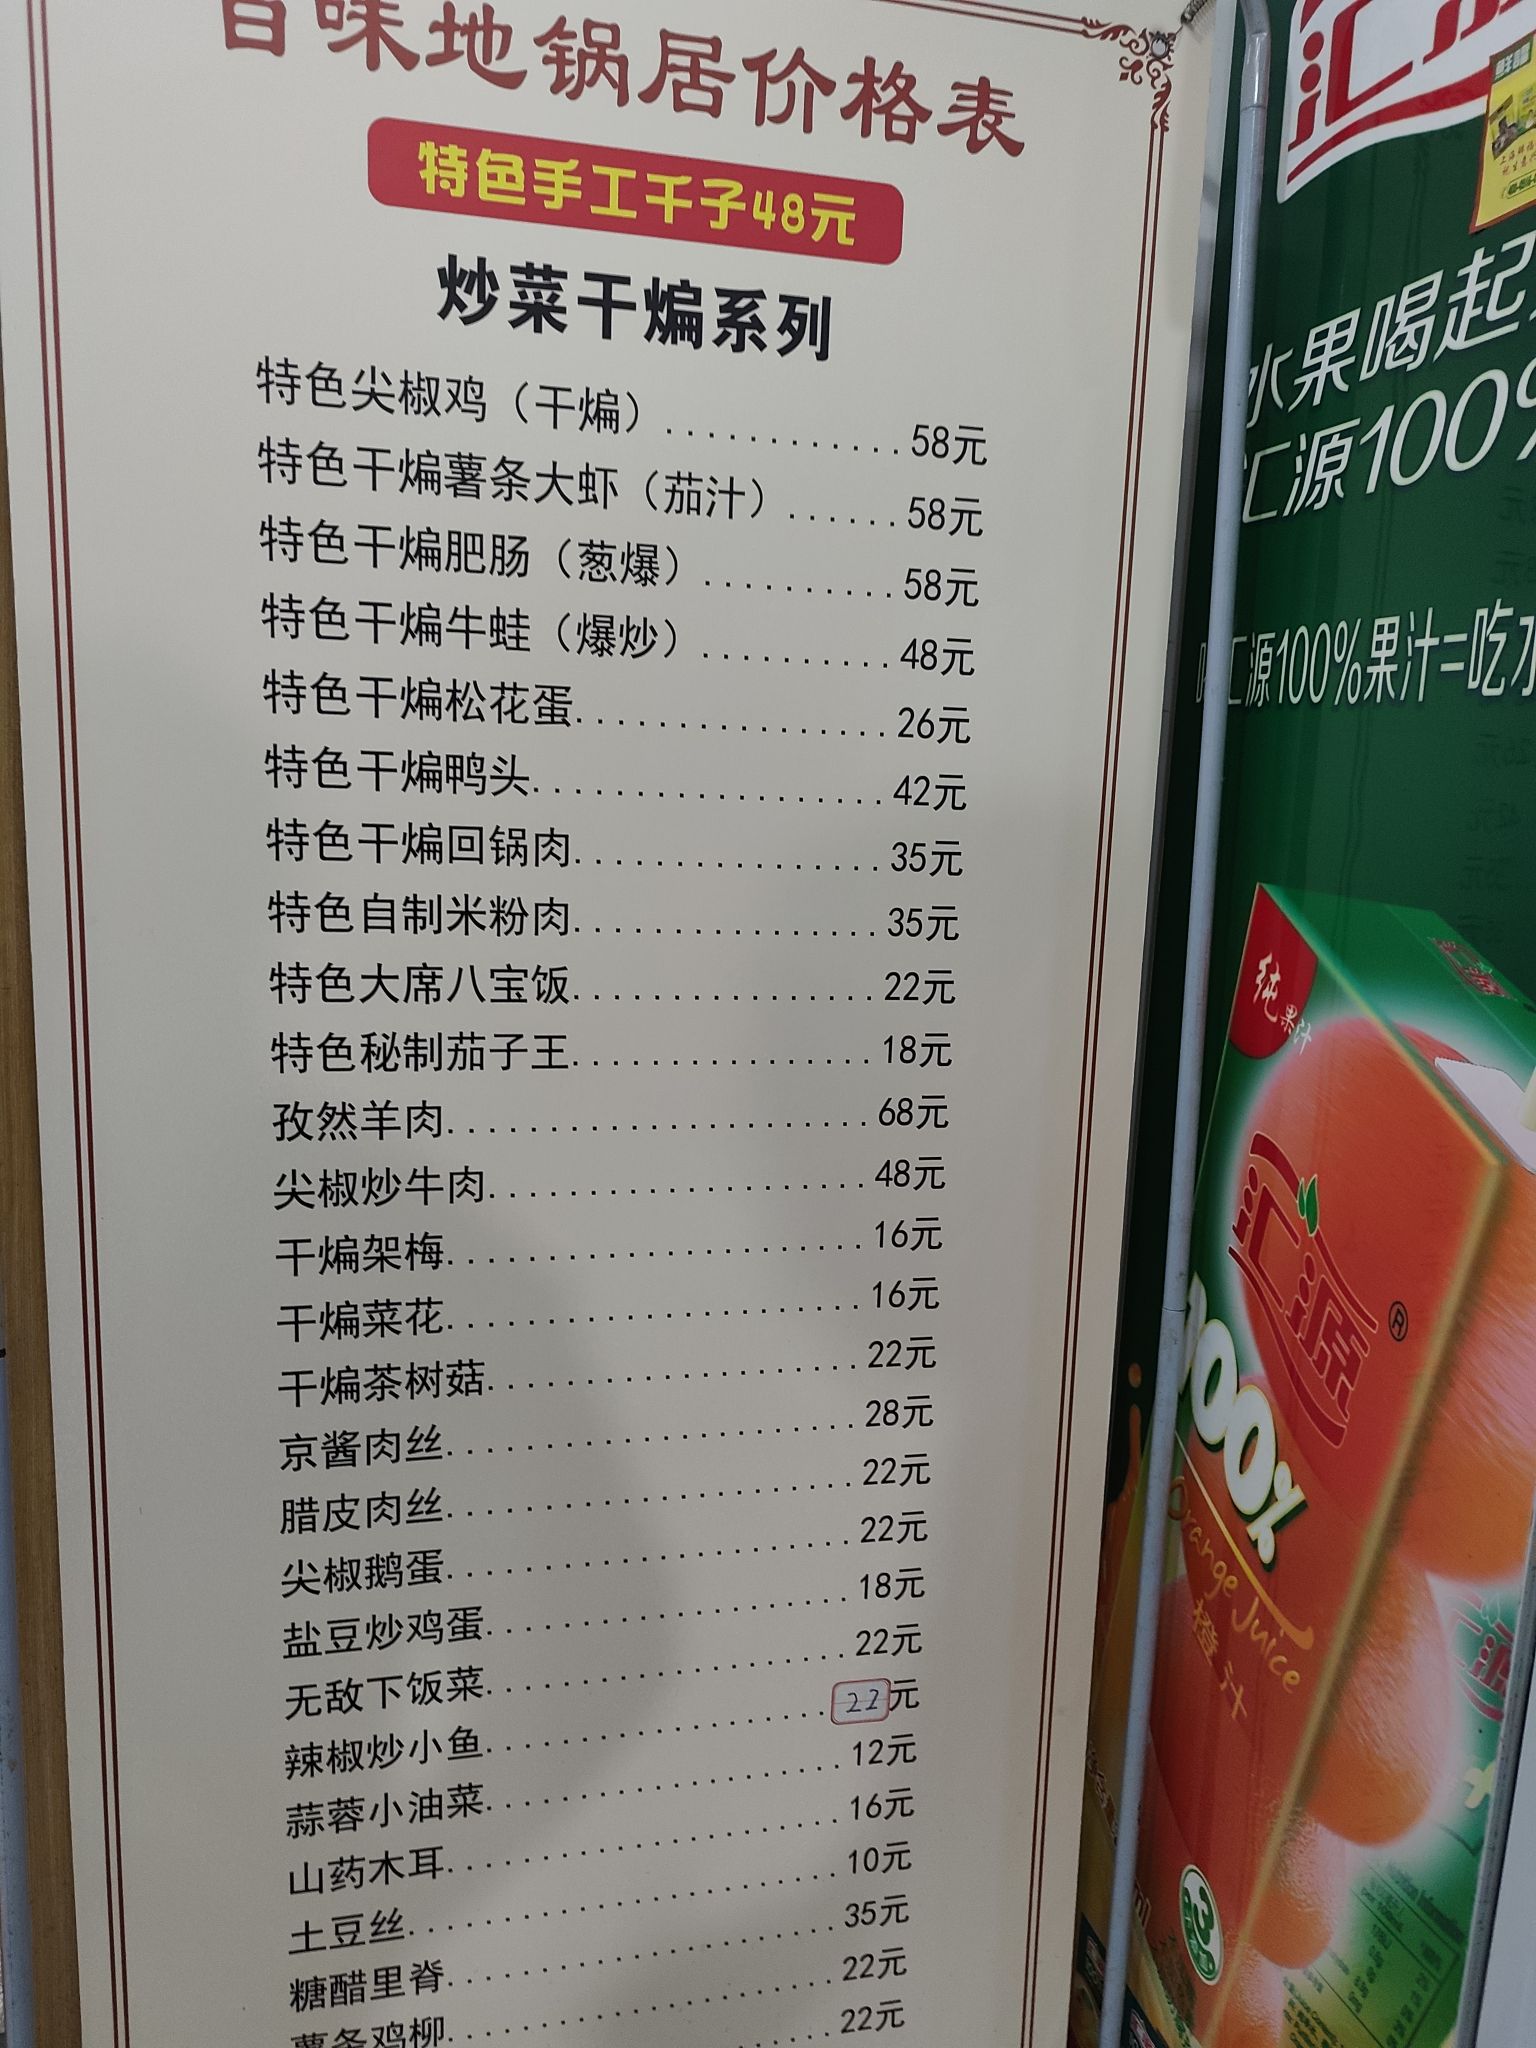 百味地锅居价格表
特色手工千子48元
炒菜干煸系列
特色尖椒鸡（干煸）............58元
特色干煸薯条大虾（茄汁）......58元
特色干煸肥肠（葱爆）..........58元
特色干煸牛蛙（爆炒）..........48元
特色干煸松花蛋................26元
特色干煸鸭头..................42元
特色干煸回锅肉................35元
特色自制米粉肉................35元
特色大席八宝饭................22元
特色秘制茄子王................18元
孜然羊肉......................68元
尖椒炒牛肉....................48元
干煸架梅......................16元
干煸菜花......................16元
干煸茶树菇....................22元
京酱肉丝......................28元
腊皮肉丝......................22元
尖椒鹅蛋......................22元
盐豆炒鸡蛋....................18元
无敌下饭菜....................22元
辣椒炒小鱼....................22元
蒜蓉小油菜....................12元
山药木耳......................16元
土豆丝........................10元
糖醋里脊......................35元
薯条鸡柳......................22元
22元
汇源
水果喝起
汇源100%
喝汇源100%果汁=吃水
纯果汁
汇源
汇源
®
100%
Orange Juice
橙汁